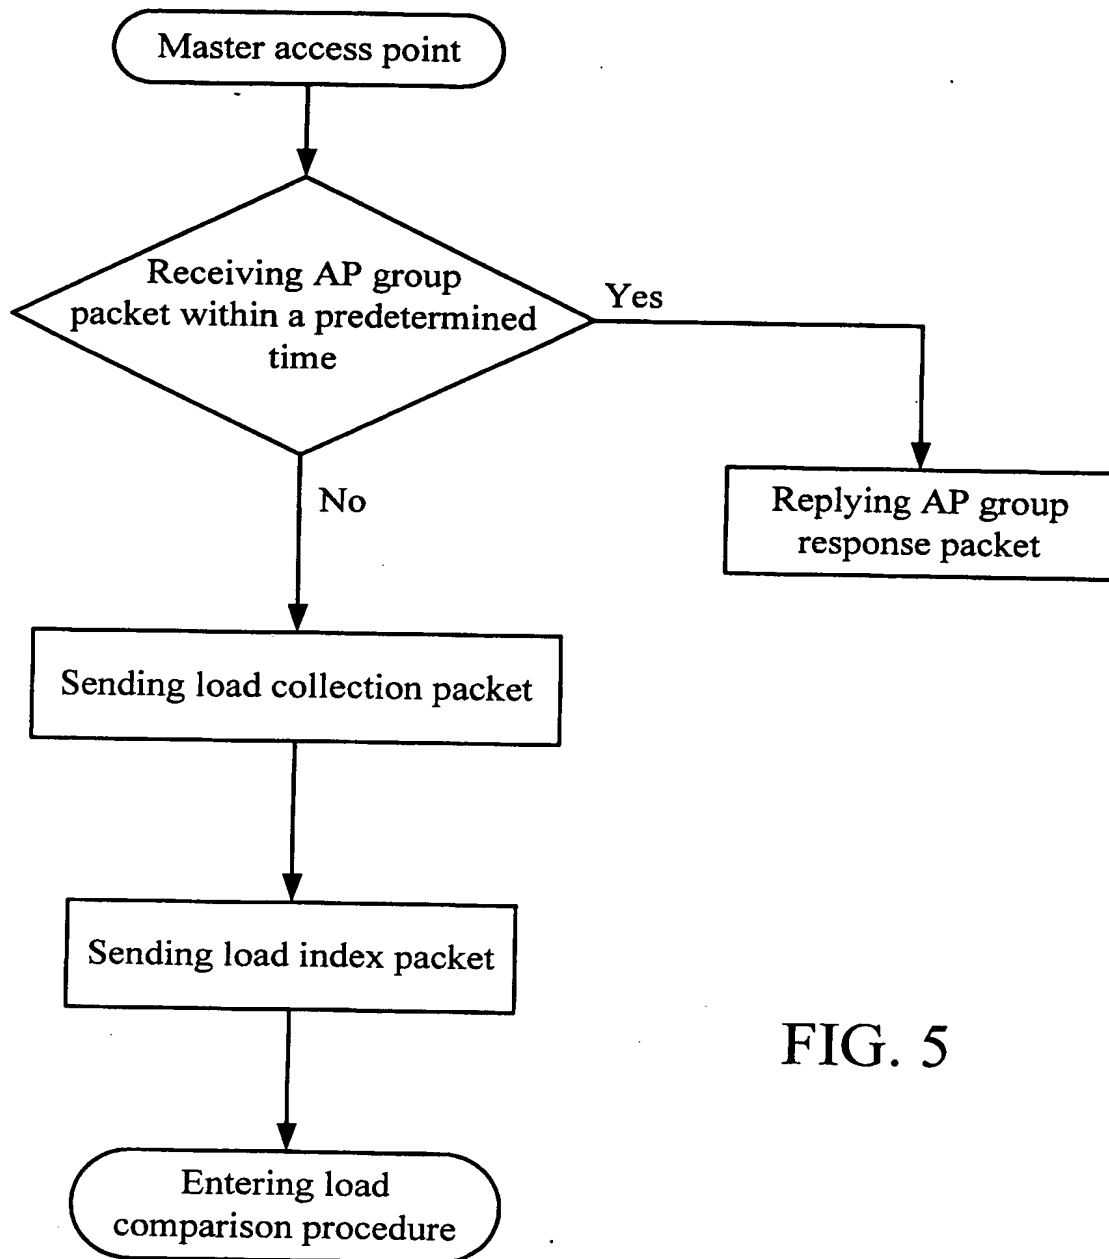 Master access point
Receiving AP group
packet within a predetermined
time
Yes
No
Replying AP group
response packet
Sending load collection packet
Sending load index packet
FIG. 5
Entering load
comparison procedure